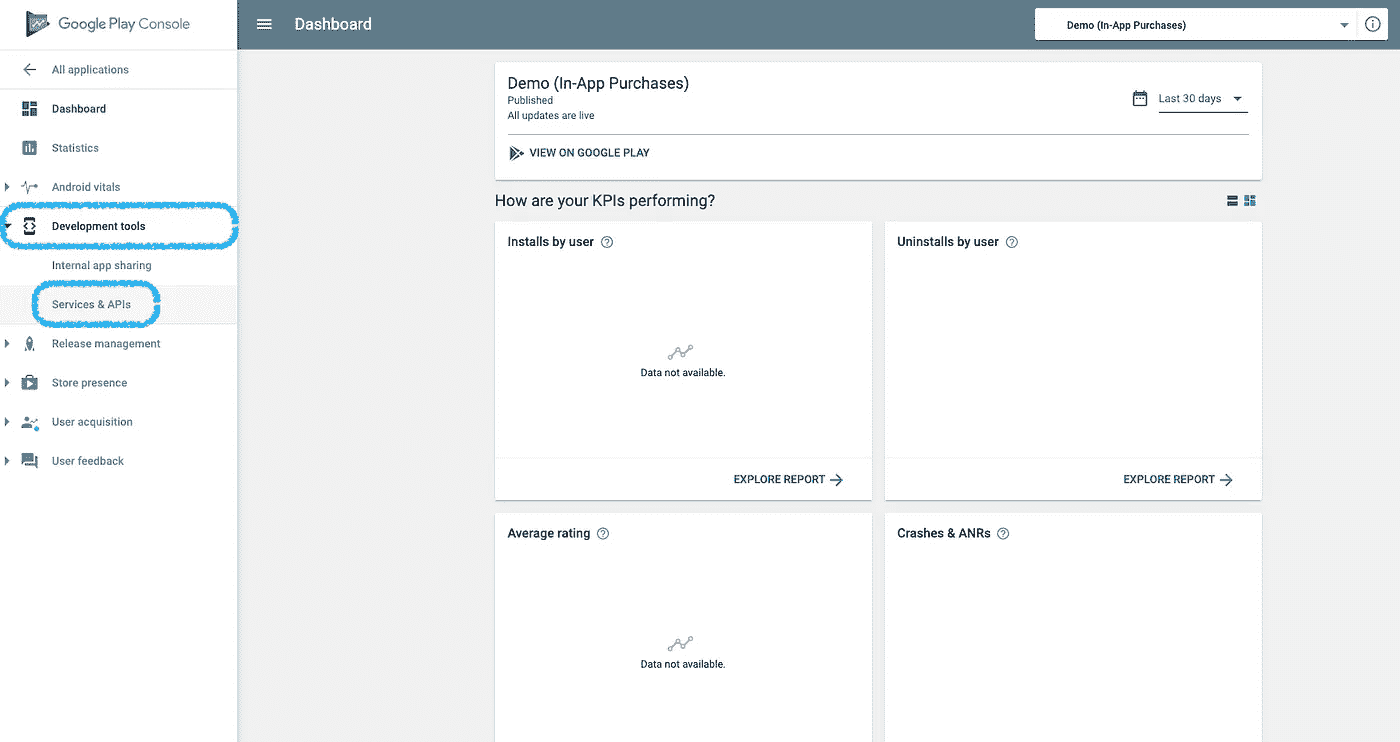 Google Play Console
Dashboard
Demo (In-App Purchases)
All applications
Dashboard
Statistics
Android vitals
Development tools
Internal app sharing
Services & APIs
Release management
Store presence
User acquisition
User feedback
Demo (In-App Purchases)
Published
All updates are live
Last 30 days
VIEW ON GOOGLE PLAY
How are your KPIs performing?
Installs by user
Data not available.
EXPLORE REPORT
Uninstalls by user
EXPLORE REPORT
Average rating
Data not available.
Crashes & ANRs